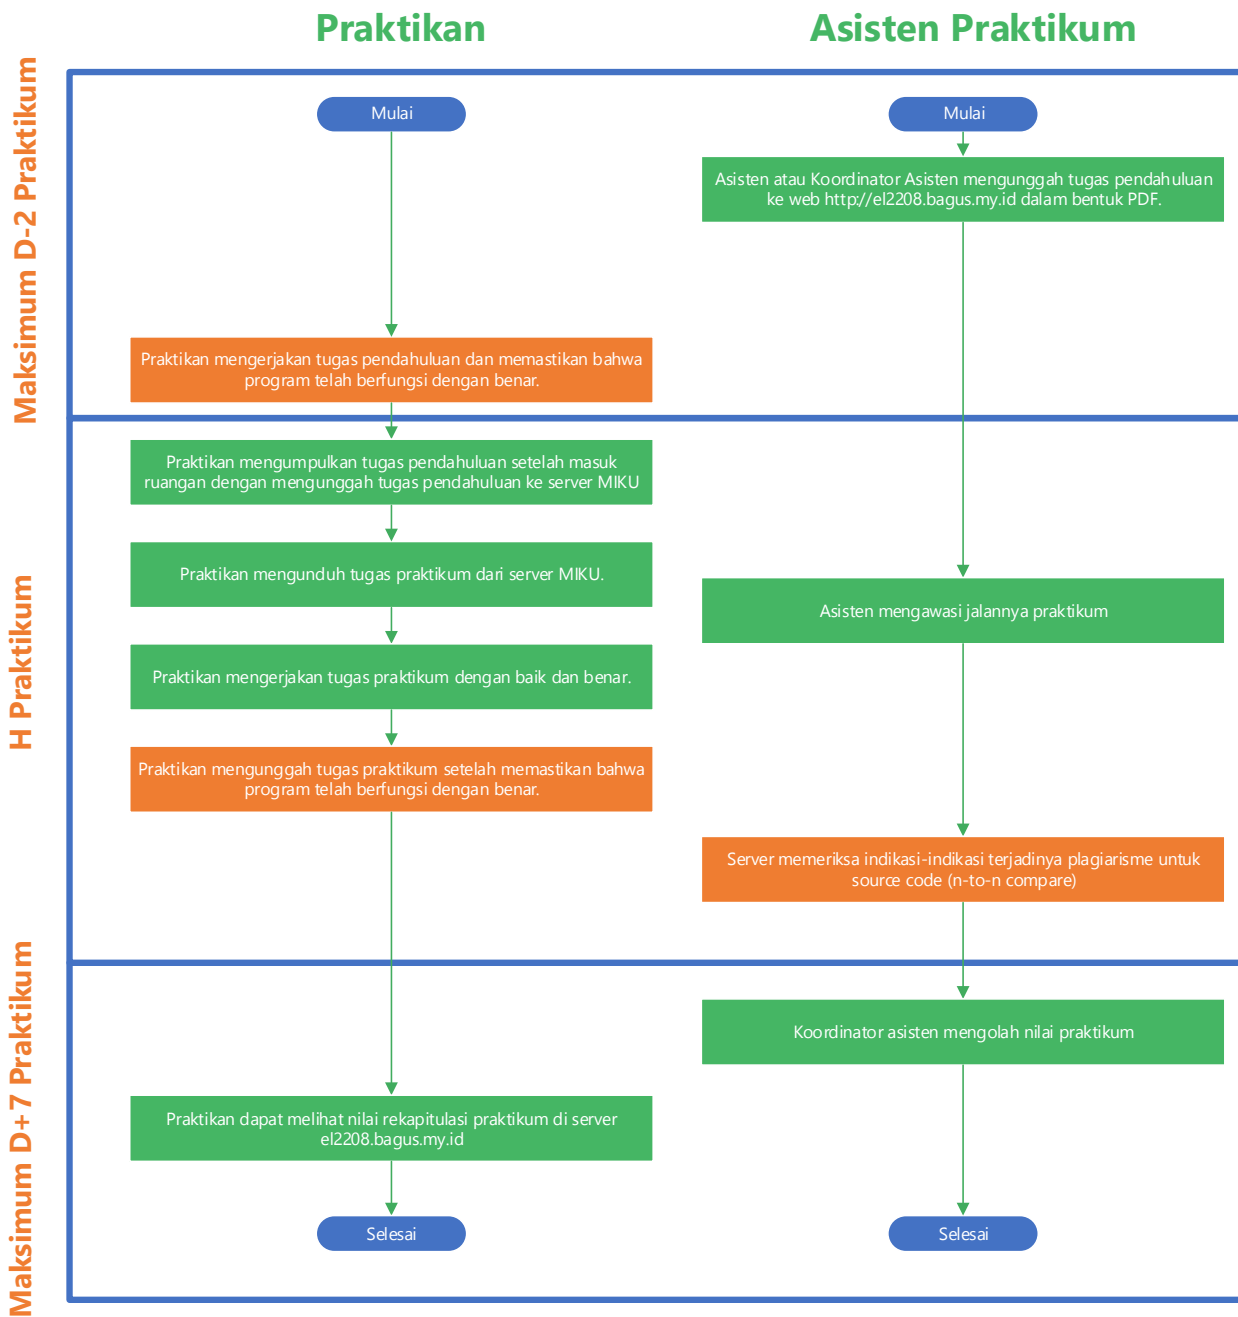 Praktikan
Asisten Praktikum
Maksimum D-2 Praktikum
Mulai
Mulai
Asisten atau Koordinator Asisten mengunggah tugas pendahuluan
ke web http://el2208.bagus.my.id dalam bentuk PDF.
Praktikan mengerjakan tugas pendahuluan dan memastikan bahwa
program telah berfungsi dengan benar.
H Praktikum
Praktikan mengumpulkan tugas pendahuluan setelah masuk
ruangan dengan mengunggah tugas pendahuluan ke server MIKU
Praktikan mengunduh tugas praktikum dari server MIKU.
Asisten mengawasi jalannya praktikum
Praktikan mengerjakan tugas praktikum dengan baik dan benar.
Praktikan mengunggah tugas praktikum setelah memastikan bahwa
program telah berfungsi dengan benar.
Server memeriksa indikasi-indikasi terjadinya plagiarisme untuk
source code (n-to-n compare)
Maksimum D+7 Praktikum
Koordinator asisten mengolah nilai praktikum
Praktikan dapat melihat nilai rekapitulasi praktikum di server
el2208.bagus.my.id
Selesai
Selesai